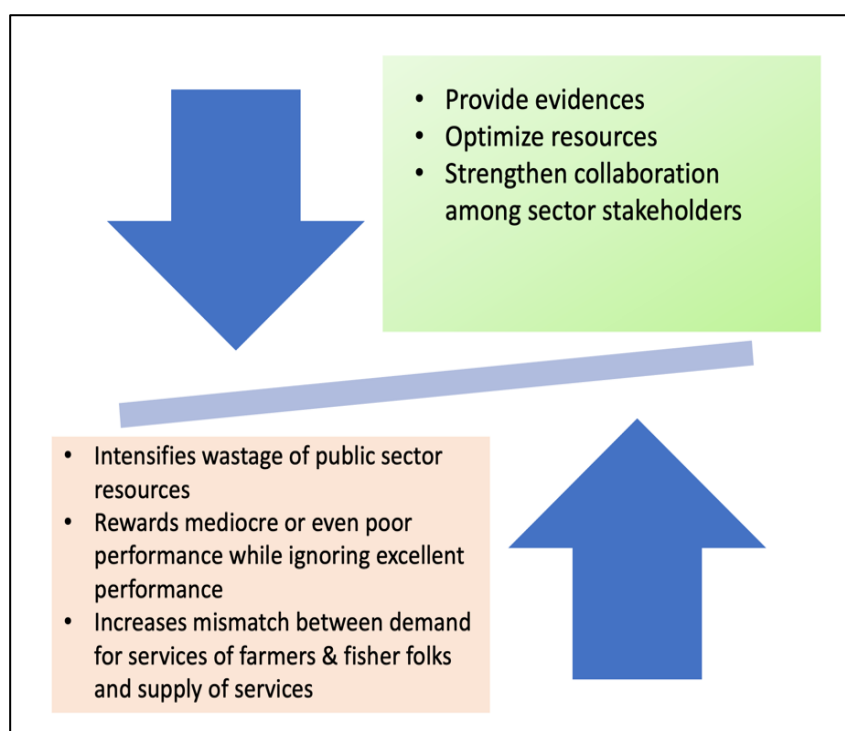 • Provide evidences
• Optimize resources
• Strengthen collaboration
among sector stakeholders
• Intensifies wastage of public sector
resources
• Rewards mediocre or even poor
performance while ignoring excellent
performance
• Increases mismatch between demand
for services of farmers & fisher folks
and supply of services